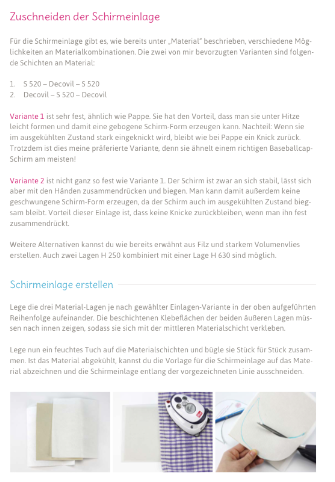 Zuschneiden der Schirmeinlage
Für die Schirmeinlage gibt es, wie bereits unter „Material" beschrieben, verschiedene Mög-
lichkeiten an Materialkombinationen. Die zwei von mir bevorzugten Varianten sind folgen-
de Schichten an Material:
1. S 520 – Decovil – S 520
2. Decovil – S 520 – Decovil
Variante 1 ist sehr fest, ähnlich wie Pappe. Sie hat den Vorteil, dass man sie unter Hitze
leicht formen und damit eine gebogene Schirm-Form erzeugen kann. Nachteil: Wenn sie
im ausgekühlten Zustand stark eingeknickt wird, bleibt wie bei Pappe ein Knick zurück.
Trotzdem ist dies meine präferierte Variante, denn sie ähnelt einem richtigen Baseballcap-
Schirm am meisten!
Variante 2 ist nicht ganz so fest wie Variante 1. Der Schirm ist zwar an sich stabil, lässt sich
aber mit den Händen zusammendrücken und biegen. Man kann damit außerdem keine
geschwungene Schirm-Form erzeugen, da der Schirm auch im ausgekühlten Zustand bieg-
sam bleibt. Vorteil dieser Einlage ist, dass keine Knicke zurückbleiben, wenn man ihn fest
zusammendrückt.
Weitere Alternativen kannst du wie bereits erwähnt aus Filz und starkem Volumenvlies
erstellen. Auch zwei Lagen H 250 kombiniert mit einer Lage H 630 sind möglich.
Schirmeinlage erstellen
Lege die drei Material-Lagen je nach gewählter Einlagen-Variante in der oben aufgeführten
Reihenfolge aufeinander. Die beschichtenen Klebeflächen der beiden äußeren Lagen müs-
sen nach innen zeigen, sodass sie sich mit der mittleren Materialschicht verkleben.
Lege nun ein feuchtes Tuch auf die Materialschichten und bügle sie Stück für Stück zusam-
men. Ist das Material abgekühlt, kannst du die Vorlage für die Schirmeinlage auf das Mate-
rial abzeichnen und die Schirmeinlage entlang der vorgezeichneten Linie ausschneiden.